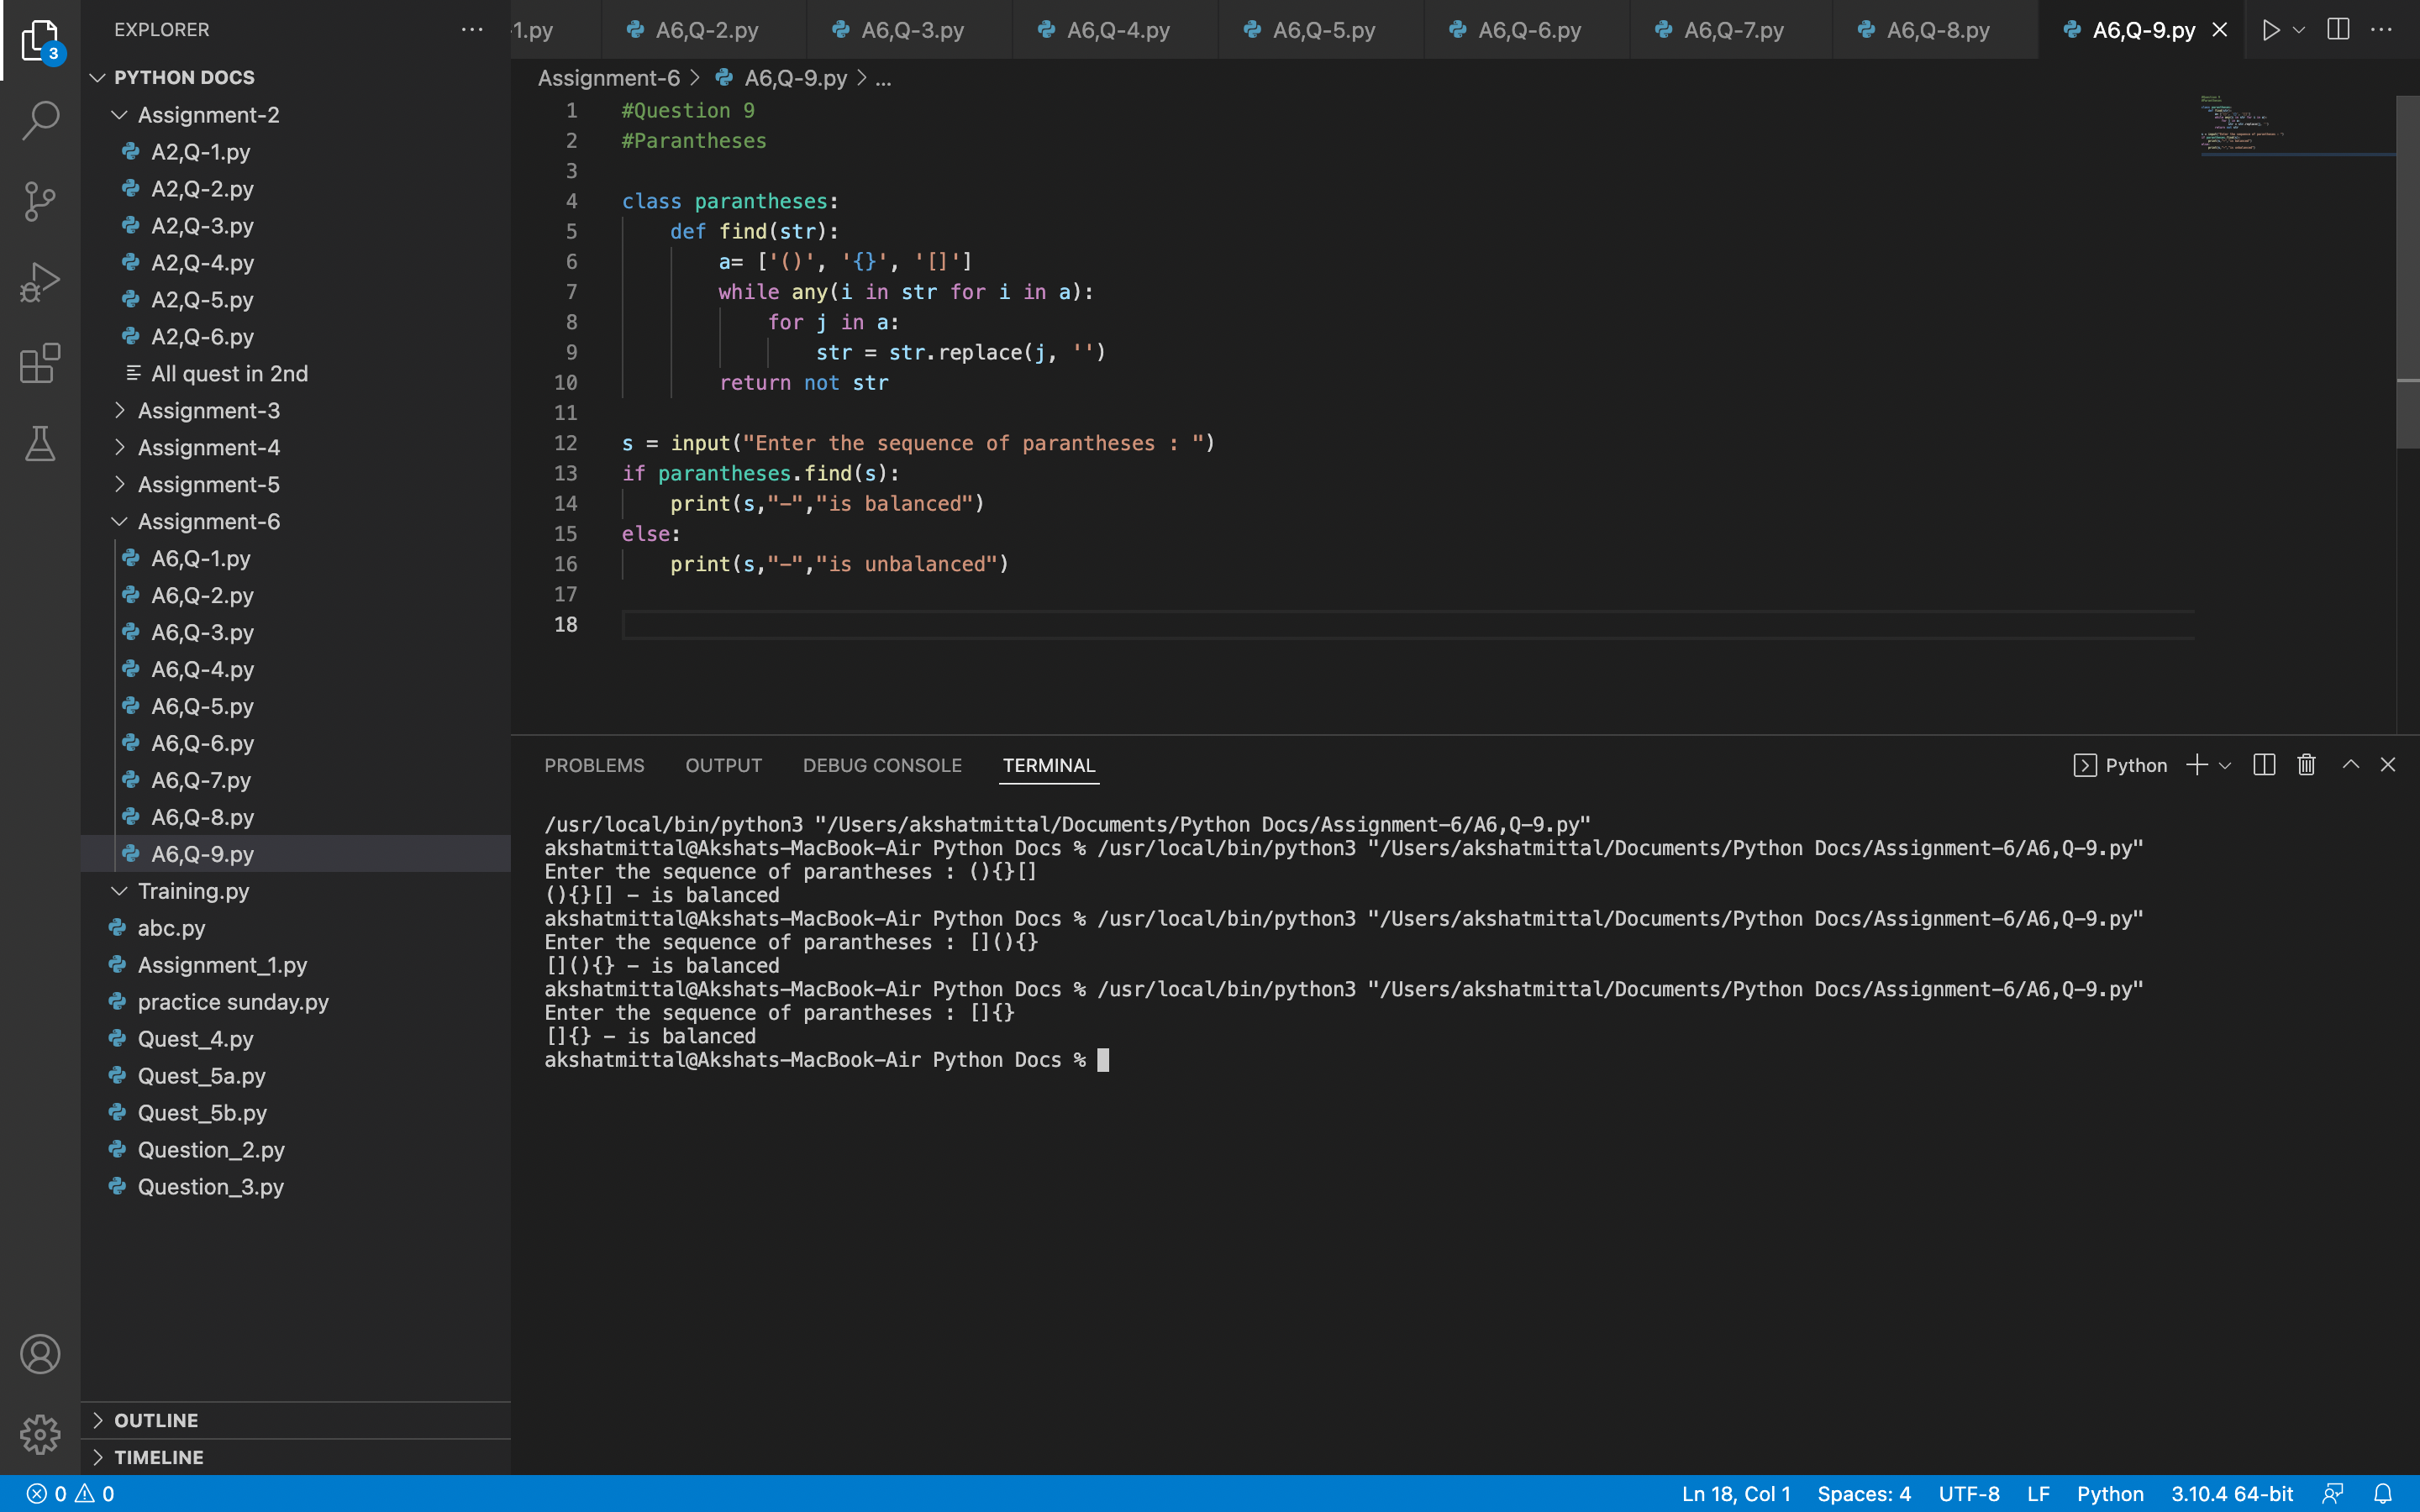 EXPLORER
3
PYTHON DOCS
Assignment-2
A2,Q-1.py
A2,Q-2.py
A2,Q-3.py
A2,Q-4.py
A2,Q-5.py
A2,Q-6.py
All quest in 2nd
Assignment-3
Assignment-4
Assignment-5
Assignment-6
A6,Q-1.py
A6,Q-2.py
A6,Q-3.py
A6,Q-4.py
A6,Q-5.py
A6,Q-6.py
A6,Q-7.py
A6,Q-8.py
A6,Q-9.py
Training.py
abc.py
Assignment_1.py
practice sunday.py
Quest_4.py
Quest_5a.py
Quest_5b.py
Question_2.py
Question_3.py
OUTLINE
TIMELINE
1.py A6,Q-2.py A6,Q-3.py A6,Q-4.py A6,Q-5.py A6,Q-6.py A6,Q-7.py A6,Q-8.py A6,Q-9.py
Assignment-6 > A6,Q-9.py > ...
1 #Question 9
2 #Parantheses
3
4 class parantheses:
5     def find(str):
6         a= ['()', '{}', '[]']
7         while any(i in str for i in a):
8             for j in a:
9                 str = str.replace(j, '')
10         return not str
11
12 s = input("Enter the sequence of parantheses : ")
13 if parantheses.find(s):
14     print(s,"-","is balanced")
15 else:
16     print(s,"-","is unbalanced")
17
18
PROBLEMS OUTPUT DEBUG CONSOLE TERMINAL Python
/usr/local/bin/python3 "/Users/akshatmittal/Documents/Python Docs/Assignment-6/A6,Q-9.py"
akshatmittal@Akshats-MacBook-Air Python Docs % /usr/local/bin/python3 "/Users/akshatmittal/Documents/Python Docs/Assignment-6/A6,Q-9.py"
Enter the sequence of parantheses : (){}[]
(){}[] - is balanced
akshatmittal@Akshats-MacBook-Air Python Docs % /usr/local/bin/python3 "/Users/akshatmittal/Documents/Python Docs/Assignment-6/A6,Q-9.py"
Enter the sequence of parantheses : [](){}
[](){} - is balanced
akshatmittal@Akshats-MacBook-Air Python Docs % /usr/local/bin/python3 "/Users/akshatmittal/Documents/Python Docs/Assignment-6/A6,Q-9.py"
Enter the sequence of parantheses : []{}
[]{} - is balanced
akshatmittal@Akshats-MacBook-Air Python Docs %
0 0 Ln 18, Col 1 Spaces: 4 UTF-8 LF Python 3.10.4 64-bit